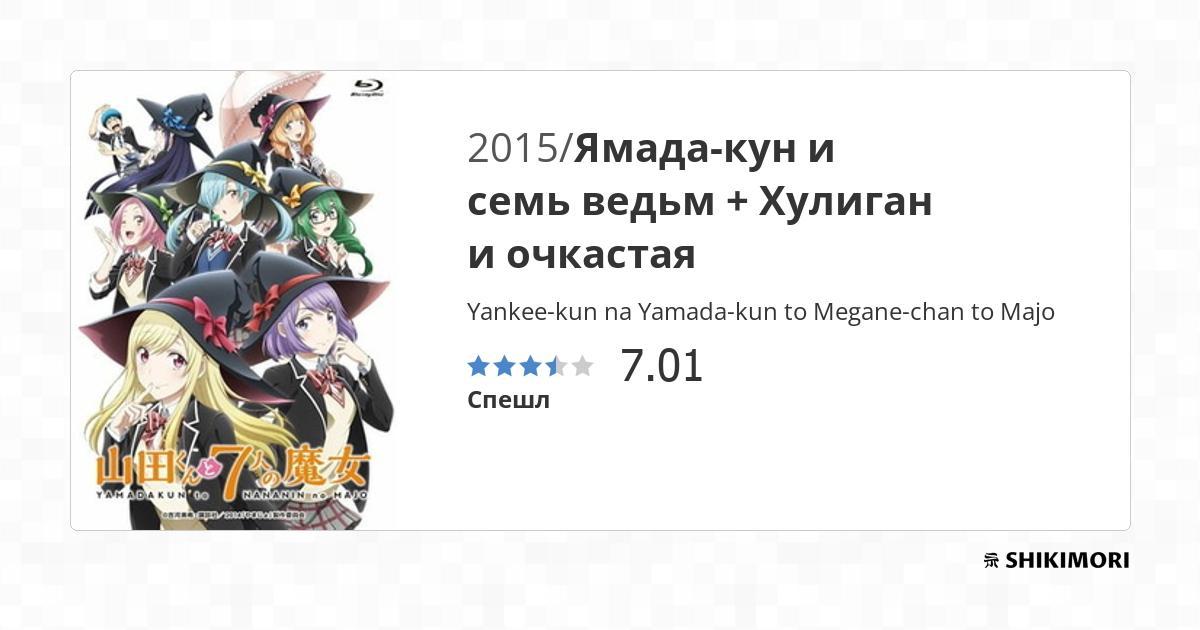 Blu-ray Disc
2015/Ямада-кун и
семь ведьм + Хулиган
и очкастая
Yankee-kun na Yamada-kun to Megane-chan to Majo
7.01
Спешл
山田くんと7人の魔女
YAMADAKUN to NANANIN no MAJO
SHIKIMORI